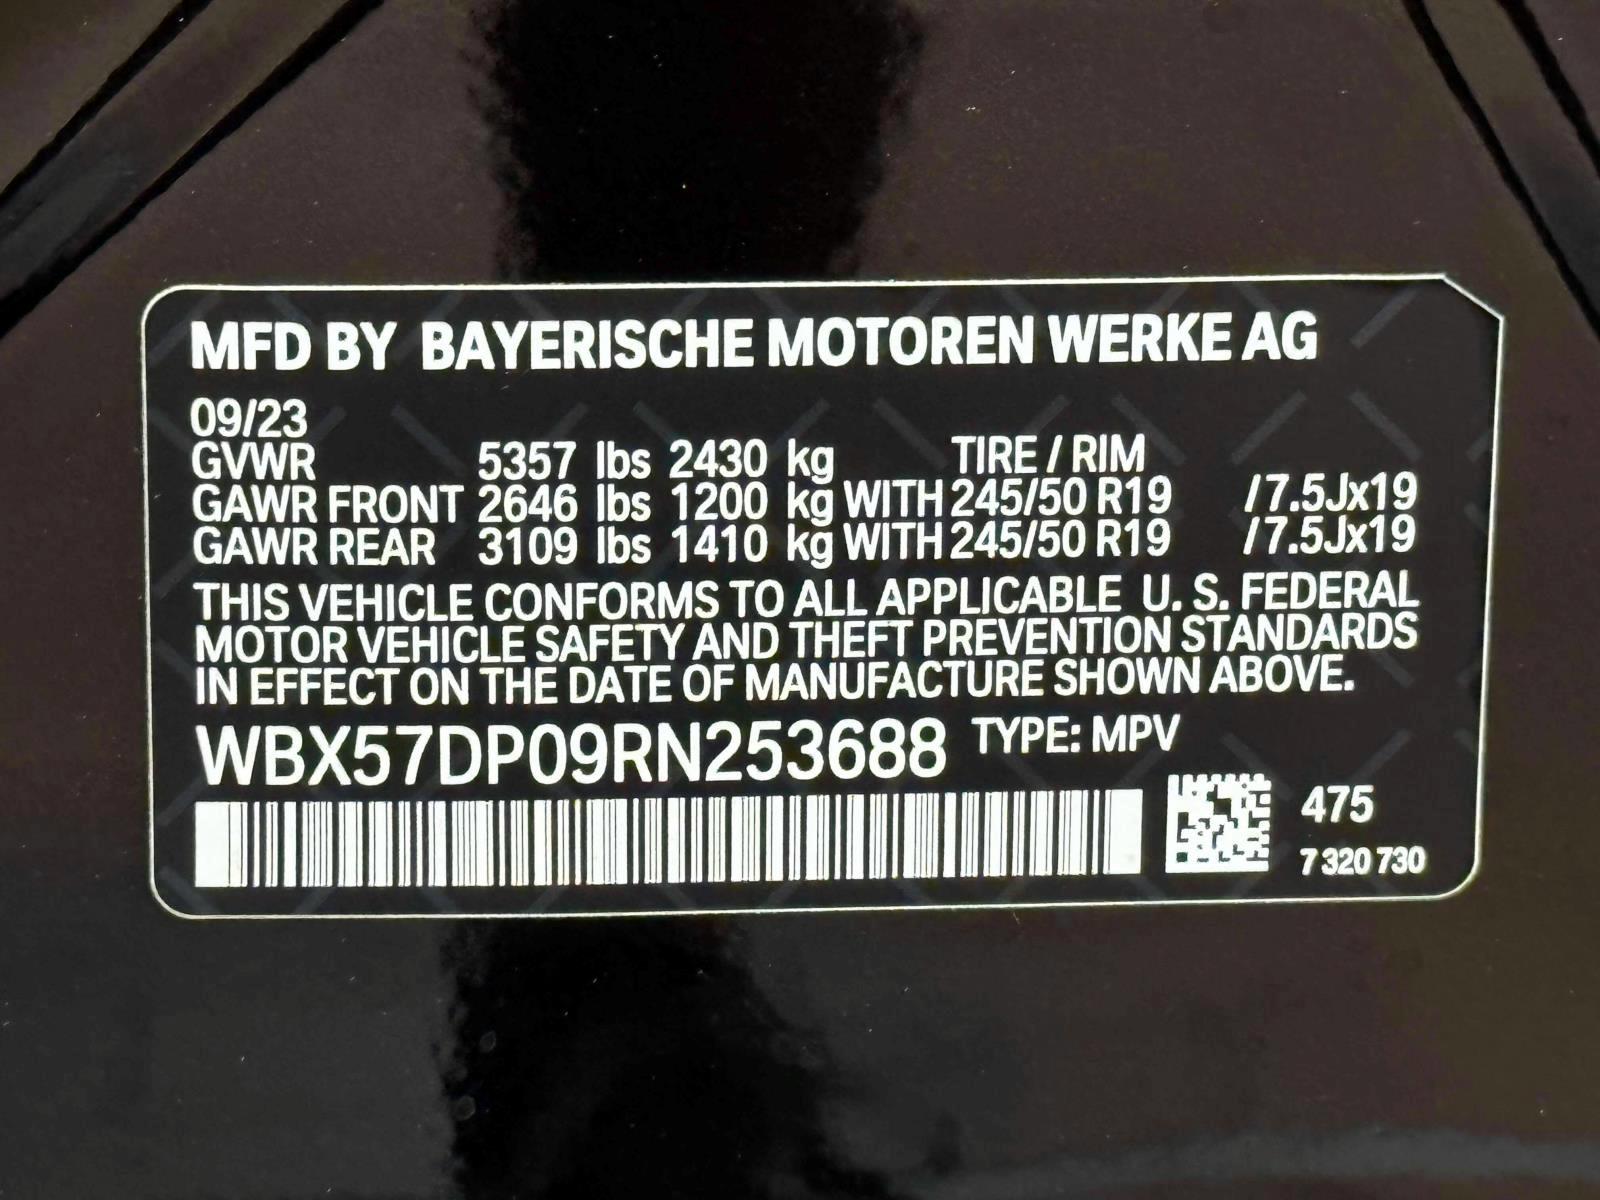 MFD BY BAYERISCHE MOTOREN WERKE AG
09/23
GVWR 5357 lbs 2430 kg TIRE / RIM
GAWR FRONT 2646 lbs 1200 kg WITH 245/50 R19 /7.5Jx19
GAWR REAR 3109 lbs 1410 kg WITH 245/50 R19 /7.5Jx19
THIS VEHICLE CONFORMS TO ALL APPLICABLE U. S. FEDERAL
MOTOR VEHICLE SAFETY AND THEFT PREVENTION STANDARDS
IN EFFECT ON THE DATE OF MANUFACTURE SHOWN ABOVE.
WBX57DP09RN253688 TYPE: MPV
475
7 320 730